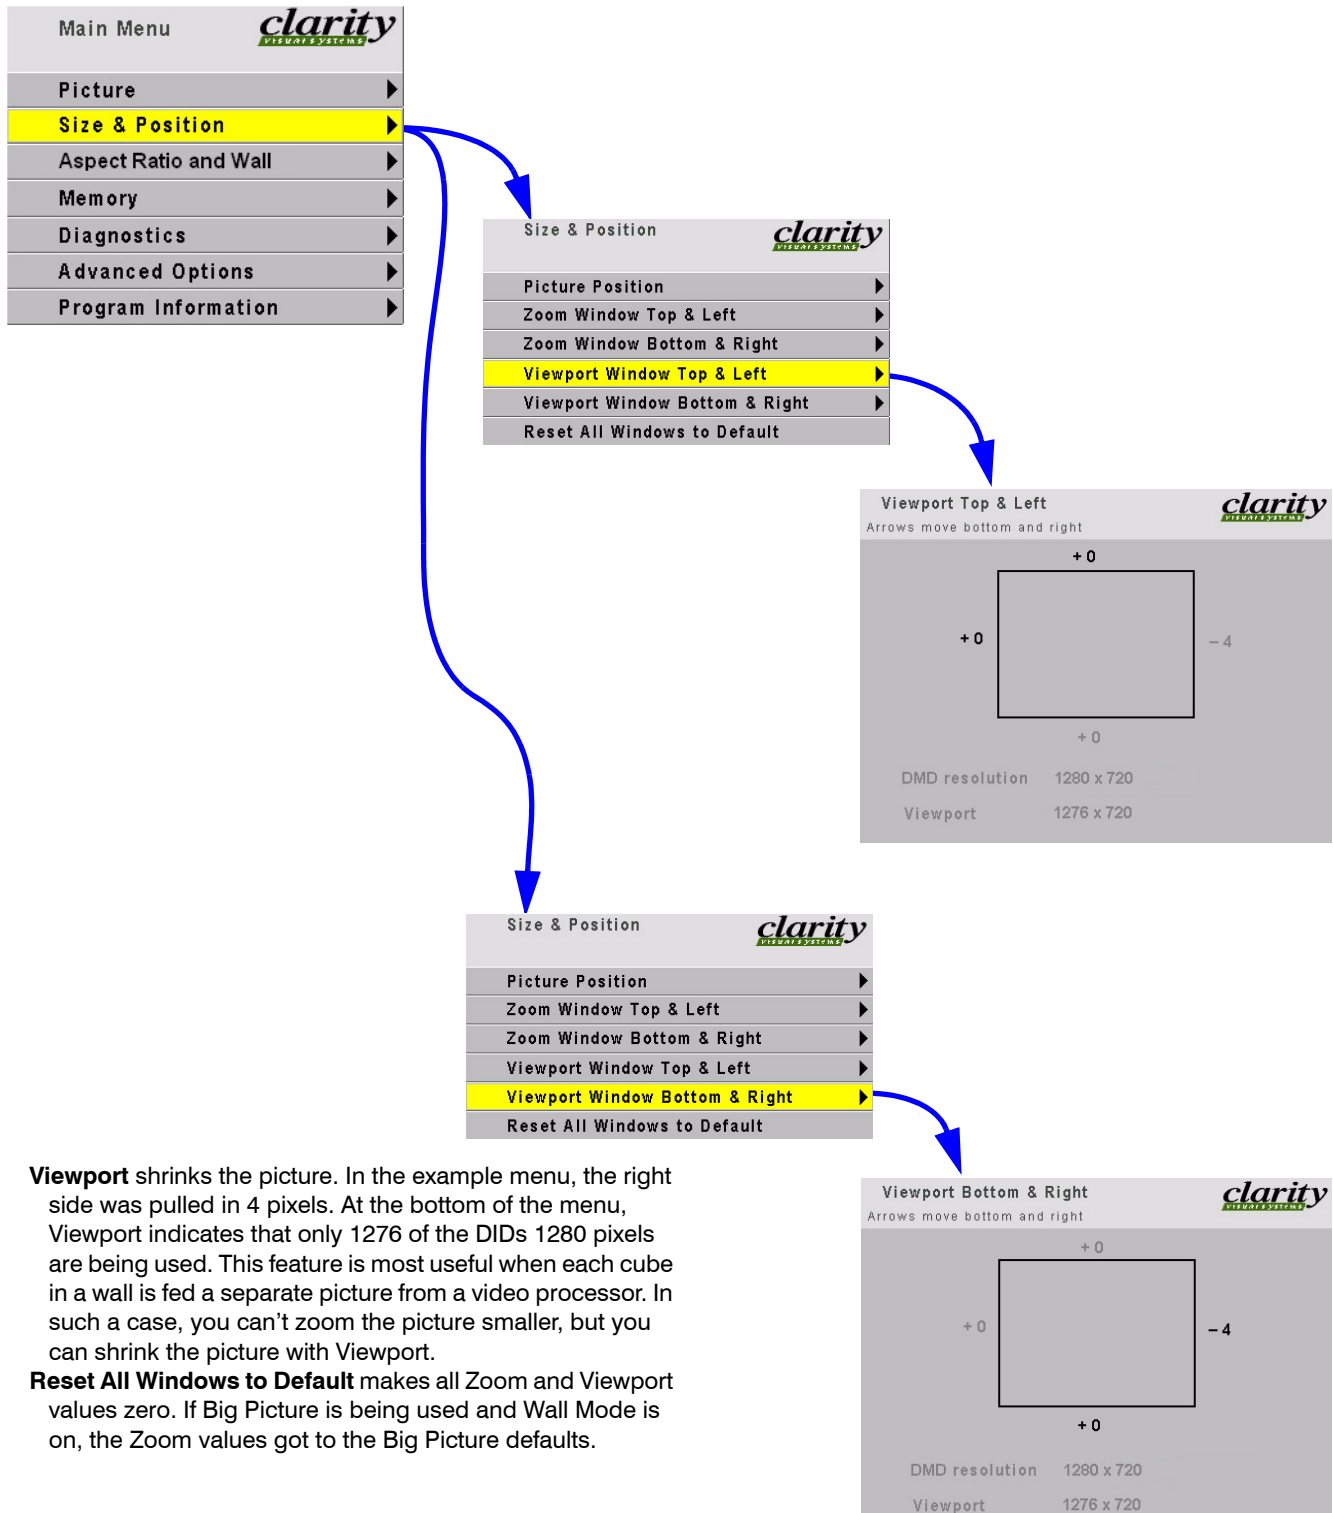 Main Menu
clarity
VISUAL SYSTEMS
Picture
Size & Position
Aspect Ratio and Wall
Memory
Diagnostics
Advanced Options
Program Information
Size & Position
clarity
VISUAL SYSTEMS
Picture Position
Zoom Window Top & Left
Zoom Window Bottom & Right
Viewport Window Top & Left
Viewport Window Bottom & Right
Reset All Windows to Default
Viewport Top & Left
clarity
VISUAL SYSTEMS
Arrows move bottom and right
+ 0
+ 0
– 4
+ 0
DMD resolution 1280 x 720
Viewport 1276 x 720
Size & Position
clarity
VISUAL SYSTEMS
Picture Position
Zoom Window Top & Left
Zoom Window Bottom & Right
Viewport Window Top & Left
Viewport Window Bottom & Right
Reset All Windows to Default
Viewport shrinks the picture. In the example menu, the right
side was pulled in 4 pixels. At the bottom of the menu,
Viewport indicates that only 1276 of the DIDs 1280 pixels
are being used. This feature is most useful when each cube
in a wall is fed a separate picture from a video processor. In
such a case, you can't zoom the picture smaller, but you
can shrink the picture with Viewport.
Reset All Windows to Default makes all Zoom and Viewport
values zero. If Big Picture is being used and Wall Mode is
on, the Zoom values got to the Big Picture defaults.
Viewport Bottom & Right
clarity
VISUAL SYSTEMS
Arrows move bottom and right
+ 0
+ 0
– 4
+ 0
DMD resolution 1280 x 720
Viewport 1276 x 720